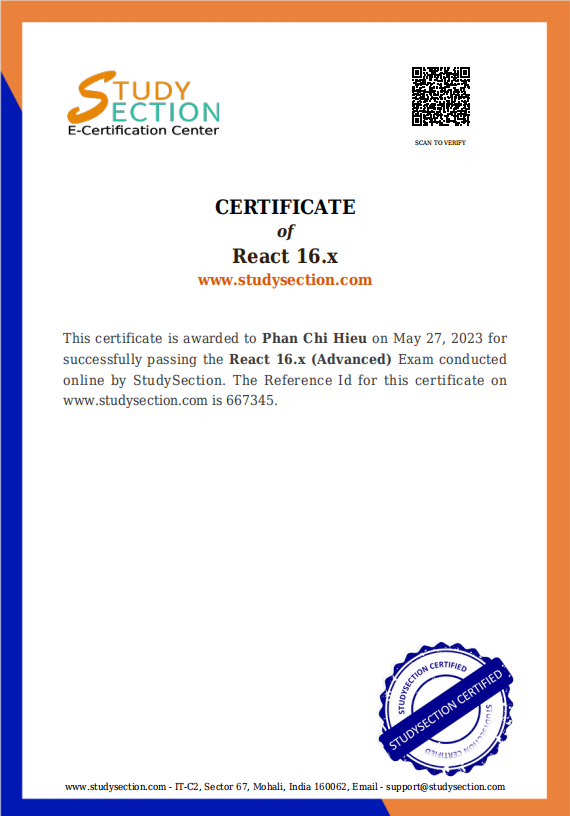 STUDY
SECTION
E-Certification Center
SCAN TO VERIFY
CERTIFICATE
of
React 16.x
www.studysection.com
This certificate is awarded to Phan Chi Hieu on May 27, 2023 for
successfully passing the React 16.x (Advanced) Exam conducted
online by StudySection. The Reference Id for this certificate on
www.studysection.com is 667345.
STUDYSECTION CERTIFIED
STUDYSECTION CERTIFIED
STUDYSECTION CERTIFIED
www.studysection.com - IT-C2, Sector 67, Mohali, India 160062, Email - support@studysection.com